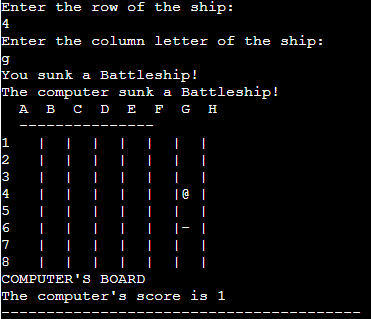 Enter the row of the ship:
4
Enter the column letter of the ship:
g
You sunk a Battleship!
The computer sunk a Battleship!
  A  B  C  D  E  F  G  H
  ---------------
1   |  |  |  |  |  |  |
2   |  |  |  |  |  |  |
3   |  |  |  |  |  |  |
4   |  |  |  |  |  |@ |
5   |  |  |  |  |  |  |
6   |  |  |  |  |  |- |
7   |  |  |  |  |  |  |
8   |  |  |  |  |  |  |
COMPUTER'S BOARD
The computer's score is 1
----------------------------------------